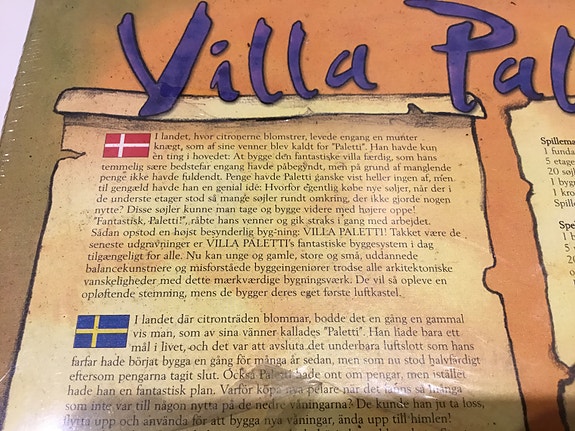 Villa Pal
I landet, hvor citronerne blomstrer, levede engang en munter
knægt, som af sine venner blev kaldt for "Paletti". Han havde kun
en ting i hovedet: At bygge den fantastiske villa færdig, som hans
temmelig sære bedstefar engang havde påbegyndt, men på grund af manglende
penge ikke havde fuldendt. Penge havde Paletti ganske vist heller ingen af, men
til gengæld havde han en genial idé: Hvorfor egentlig købe nye søjler, når der i
de underste etager stod så mange søjler rundt omkring, der ikke gjorde nogen
nytte? Disse søjler kunne man tage og bygge videre med højere oppe!
"Fantastisk, Paletti!", råbte hans venner og gik straks i gang med arbejdet.
Sådan opstod en højst besynderlig byg-ning: VILLA PALETTI! Takket være de
seneste udgravninger er VILLA PALETTI's fantastiske byggesystem i dag
tilgængeligt for alle. Nu kan unge og gamle, store og små, uddannede
balancekunstnere og misforståede byggeingeniører trodse alle arkitektoniske
vanskeligheder med dette mærkværdige bygningsværk. De vil så opleve en
opløftende stemning, mens de bygger deres eget første luftkastel.
I landet där citronträden blommar, bodde det en gång en gammal
vis man, som av sina vänner kallades "Paletti". Han hade bara ett
mål i livet, och det var att avsluta det underbara luftslott som hans
farfar hade börjat bygga en gång för många år sedan, men som nu stod halvfärdigt
eftersom pengarna tagit slut. Också Paletti hade ont om pengar, men istället
hade han en fantastisk plan. Varför köpa nya pelare när det fanns så många
som inte var till någon nytta på de nedre våningarna? De kunde han ju ta loss,
flytta upp och använda för att bygga nya våningar, ända upp till himlen!
Spillema
1 funda
5 etage
20 søjl
1 byg
1 kro
Spille
Spel